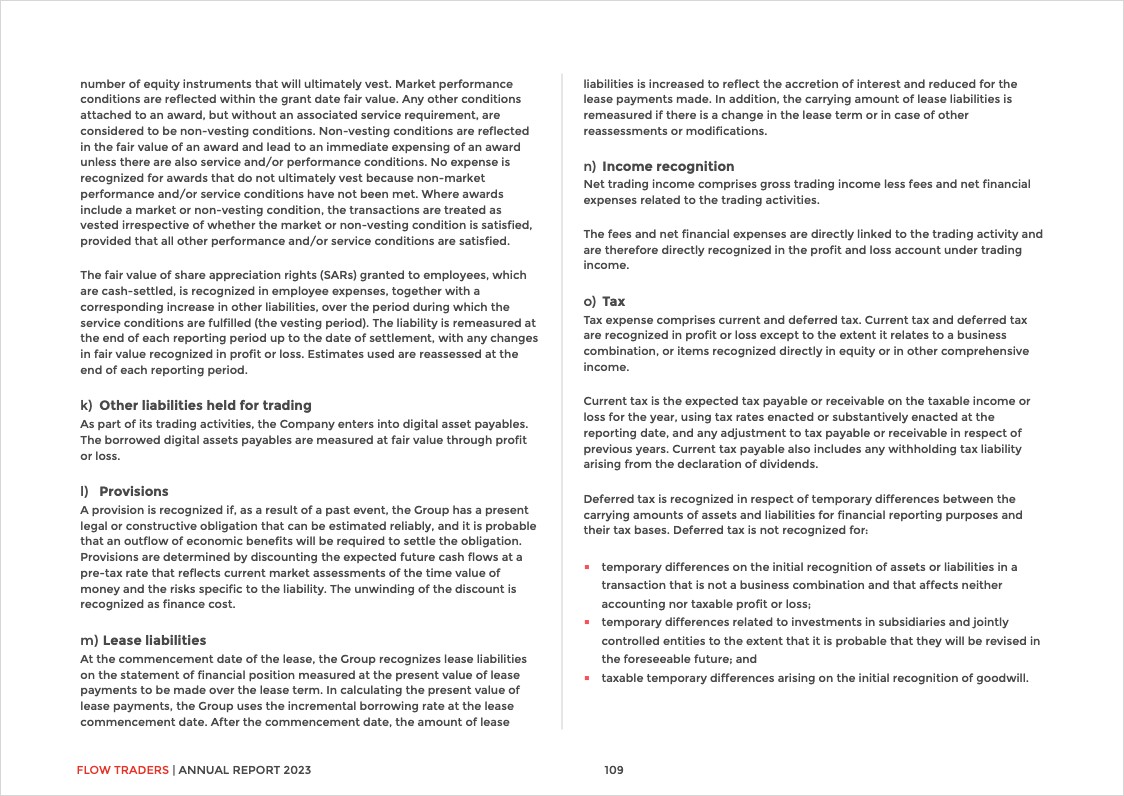 number of equity instruments that will ultimately vest. Market performance
conditions are reflected within the grant date fair value. Any other conditions
attached to an award, but without an associated service requirement, are
considered to be non-vesting conditions. Non-vesting conditions are reflected
in the fair value of an award and lead to an immediate expensing of an award
unless there are also service and/or performance conditions. No expense is
recognized for awards that do not ultimately vest because non-market
performance and/or service conditions have not been met. Where awards
include a market or non-vesting condition, the transactions are treated as
vested irrespective of whether the market or non-vesting condition is satisfied,
provided that all other performance and/or service conditions are satisfied.
The fair value of share appreciation rights (SARs) granted to employees, which
are cash-settled, is recognized in employee expenses, together with a
corresponding increase in other liabilities, over the period during which the
service conditions are fulfilled (the vesting period). The liability is remeasured at
the end of each reporting period up to the date of settlement, with any changes
in fair value recognized in profit or loss. Estimates used are reassessed at the
end of each reporting period.
k) Other liabilities held for trading
As part of its trading activities, the Company enters into digital asset payables.
The borrowed digital assets payables are measured at fair value through profit
or loss.
l) Provisions
A provision is recognized if, as a result of a past event, the Group has a present
legal or constructive obligation that can be estimated reliably, and it is probable
that an outflow of economic benefits will be required to settle the obligation.
Provisions are determined by discounting the expected future cash flows at a
pre-tax rate that reflects current market assessments of the time value of
money and the risks specific to the liability. The unwinding of the discount is
recognized as finance cost.
m) Lease liabilities
At the commencement date of the lease, the Group recognizes lease liabilities
on the statement of financial position measured at the present value of lease
payments to be made over the lease term. In calculating the present value of
lease payments, the Group uses the incremental borrowing rate at the lease
commencement date. After the commencement date, the amount of lease
liabilities is increased to reflect the accretion of interest and reduced for the
lease payments made. In addition, the carrying amount of lease liabilities is
remeasured if there is a change in the lease term or in case of other
reassessments or modifications.
n) Income recognition
Net trading income comprises gross trading income less fees and net financial
expenses related to the trading activities.
The fees and net financial expenses are directly linked to the trading activity and
are therefore directly recognized in the profit and loss account under trading
income.
o) Tax
Tax expense comprises current and deferred tax. Current tax and deferred tax
are recognized in profit or loss except to the extent it relates to a business
combination, or items recognized directly in equity or in other comprehensive
income.
Current tax is the expected tax payable or receivable on the taxable income or
loss for the year, using tax rates enacted or substantively enacted at the
reporting date, and any adjustment to tax payable or receivable in respect of
previous years. Current tax payable also includes any withholding tax liability
arising from the declaration of dividends.
Deferred tax is recognized in respect of temporary differences between the
carrying amounts of assets and liabilities for financial reporting purposes and
their tax bases. Deferred tax is not recognized for:
▪ temporary differences on the initial recognition of assets or liabilities in a
transaction that is not a business combination and that affects neither
accounting nor taxable profit or loss;
▪ temporary differences related to investments in subsidiaries and jointly
controlled entities to the extent that it is probable that they will be revised in
the foreseeable future; and
▪ taxable temporary differences arising on the initial recognition of goodwill.
FLOW TRADERS | ANNUAL REPORT 2023
109